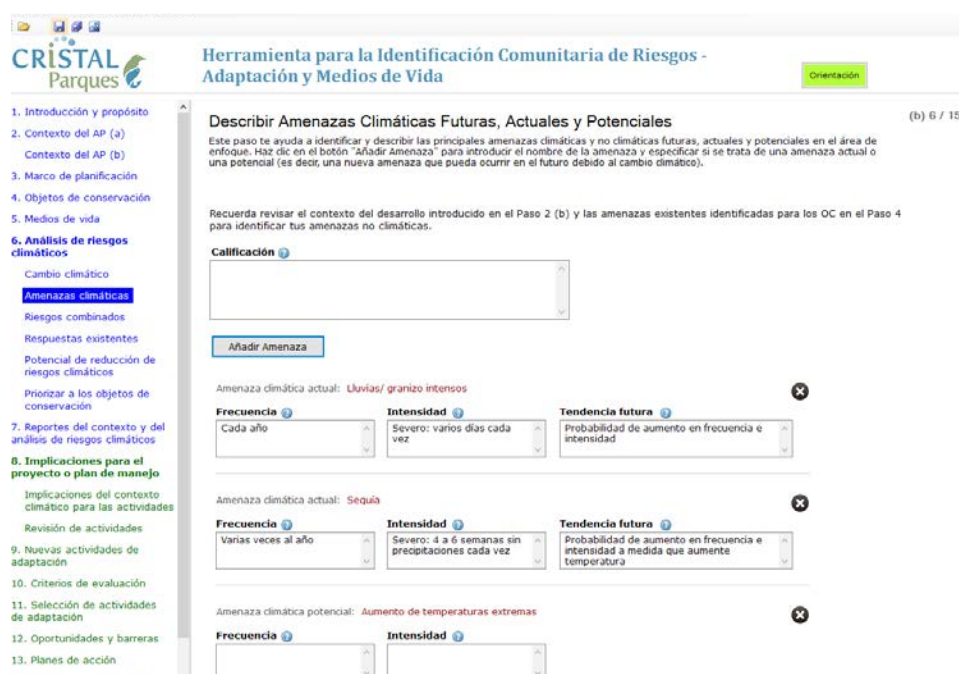 CRiSTAL
Parques
Herramienta para la Identificación Comunitaria de Riesgos -
Adaptación y Medios de Vida
Orientación
1. Introducción y propósito
2. Contexto del AP (a)
Contexto del AP (b)
3. Marco de planificación
4. Objetos de conservación
5. Medios de vida
6. Análisis de riesgos
climáticos
Cambio climático
Amenazas climáticas
Riesgos combinados
Respuestas existentes
Potencial de reducción de
riesgos climáticos
Priorizar a los objetos de
conservación
7. Reportes del contexto y del
análisis de riesgos climáticos
8. Implicaciones para el
proyecto o plan de manejo
Implicaciones del contexto
climático para las actividades
Revisión de actividades
9. Nuevas actividades de
adaptación
10. Criterios de evaluación
11. Selección de actividades
de adaptación
12. Oportunidades y barreras
13. Planes de acción
Describir Amenazas Climáticas Futuras, Actuales y Potenciales
(b) 6 / 15
Este paso te ayuda a identificar y describir las principales amenazas climáticas y no climáticas futuras, actuales y potenciales en el área de
enfoque. Haz clic en el botón "Añadir Amenaza" para introducir el nombre de la amenaza y especificar si se trata de una amenaza actual o
una potencial (es decir, una nueva amenaza que pueda ocurrir en el futuro debido al cambio climático).
Recuerda revisar el contexto del desarrollo introducido en el Paso 2 (b) y las amenazas existentes identificadas para los OC en el Paso 4
para identificar tus amenazas no climáticas.
Calificación
Añadir Amenaza
Amenaza climática actual: Lluvias/ granizo intensos
Frecuencia Intensidad Tendencia futura
Cada año
Severo: varios días cada
vez
Probabilidad de aumento en frecuencia e
intensidad
Amenaza climática actual: Sequía
Frecuencia Intensidad Tendencia futura
Varias veces al año
Severo: 4 a 6 semanas sin
precipitaciones cada vez
Probabilidad de aumento en frecuencia e
intensidad a medida que aumente
temperatura
Amenaza climática potencial: Aumento de temperaturas extremas
Frecuencia Intensidad